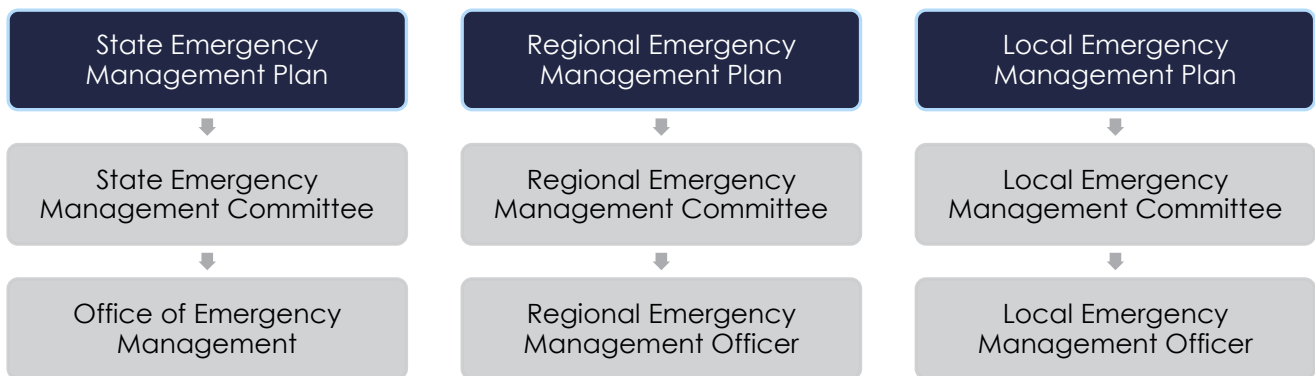 State Emergency
Management Plan
State Emergency
Management Committee
Office of Emergency
Management
Regional Emergency
Management Plan
Regional Emergency
Management Committee
Regional Emergency
Management Officer
Local Emergency
Management Plan
Local Emergency
Management Committee
Local Emergency
Management Officer